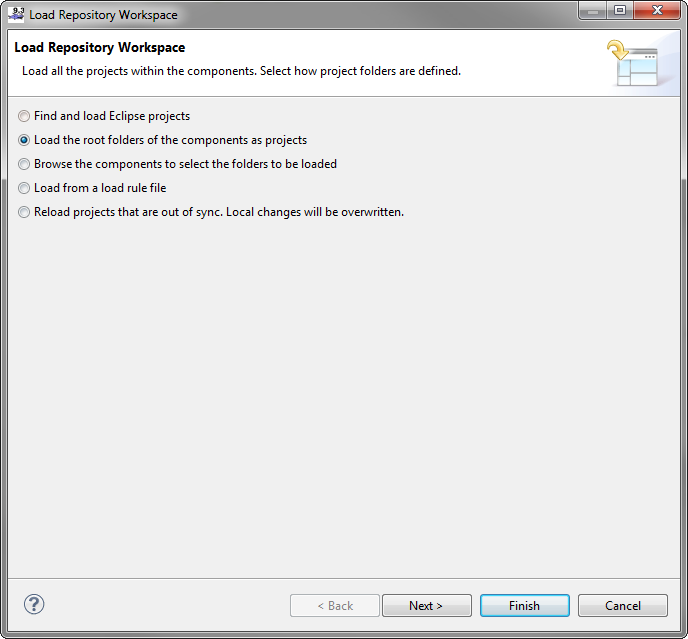 9.3
Load Repository Workspace
Load Repository Workspace
Load all the projects within the components. Select how project folders are defined.
Find and load Eclipse projects
Load the root folders of the components as projects
Browse the components to select the folders to be loaded
Load from a load rule file
Reload projects that are out of sync. Local changes will be overwritten.
?
< Back
Next >
Finish
Cancel